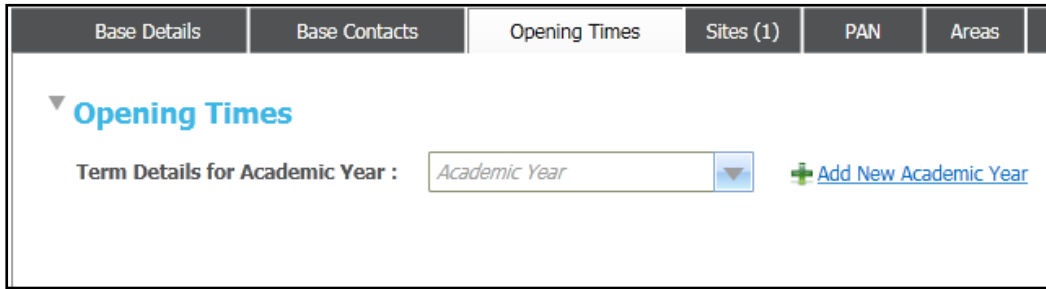 Base Details Base Contacts Opening Times Sites (1) PAN Areas
Opening Times
Term Details for Academic Year : Academic Year Add New Academic Year